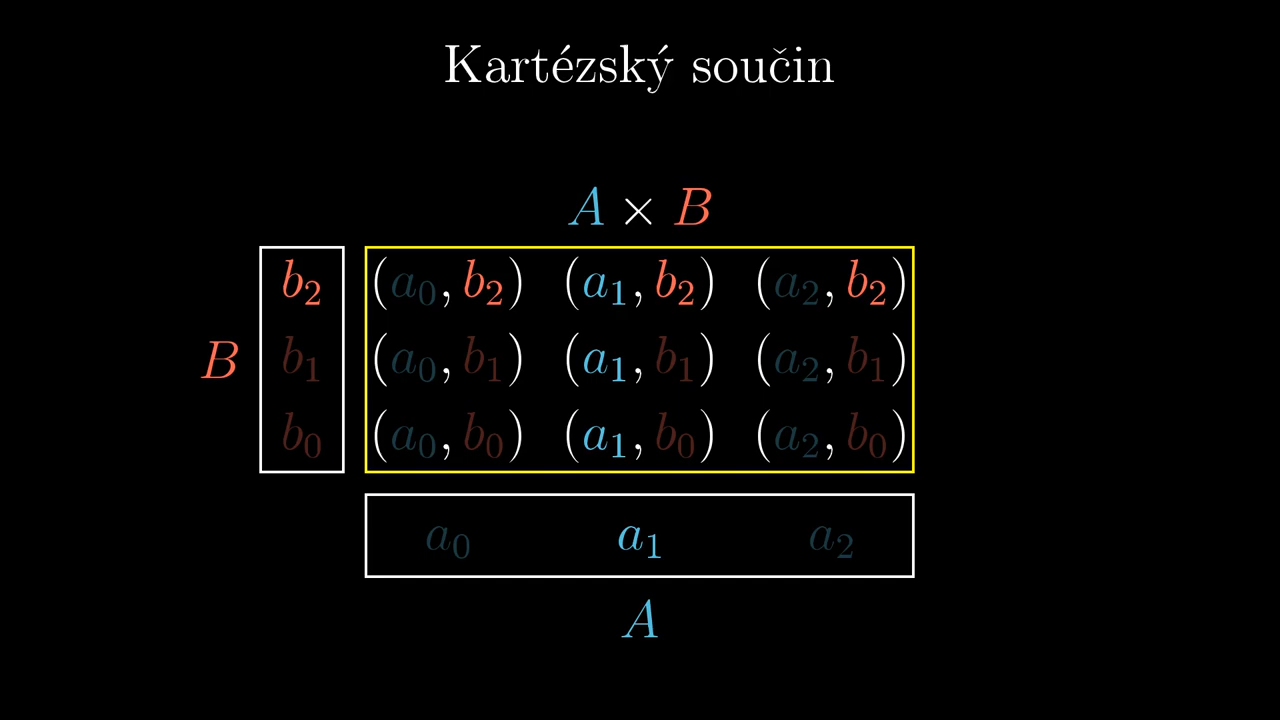 Kartézský součin
A × B
b₂ (a₀, b₂) (a₁, b₂) (a₂, b₂)
B b₁ (a₀, b₁) (a₁, b₁) (a₂, b₁)
b₀ (a₀, b₀) (a₁, b₀) (a₂, b₀)
a₀ a₁ a₂
A